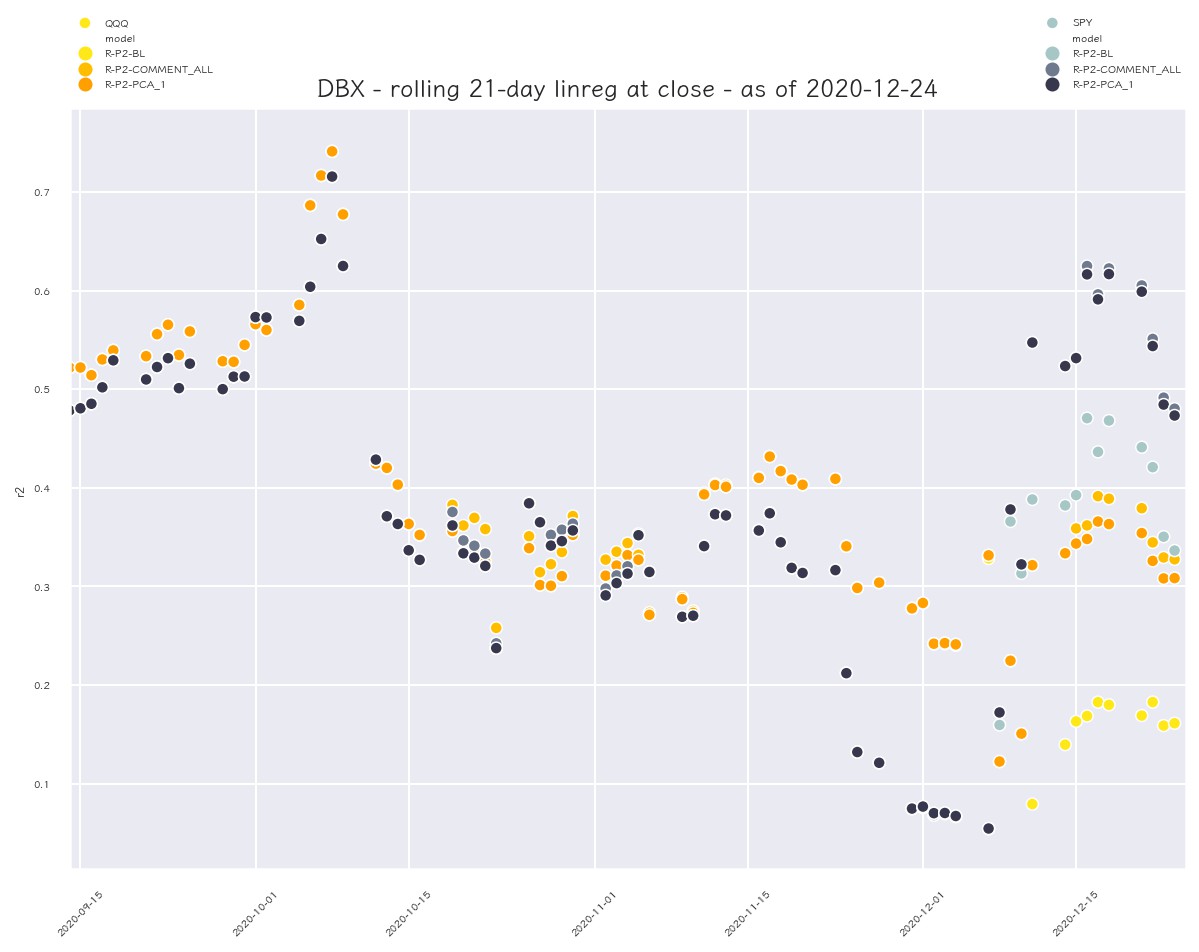 QQQ
model
R-P2-BL
R-P2-COMMENT_ALL
R-P2-PCA_1
SPY
model
R-P2-BL
R-P2-COMMENT_ALL
R-P2-PCA_1
DBX - rolling 21-day linreg at close - as of 2020-12-24
r2
0.7
0.6
0.5
0.4
0.3
0.2
0.1
2020-09-15
2020-10-01
2020-10-15
2020-11-01
2020-11-15
2020-12-01
2020-12-15